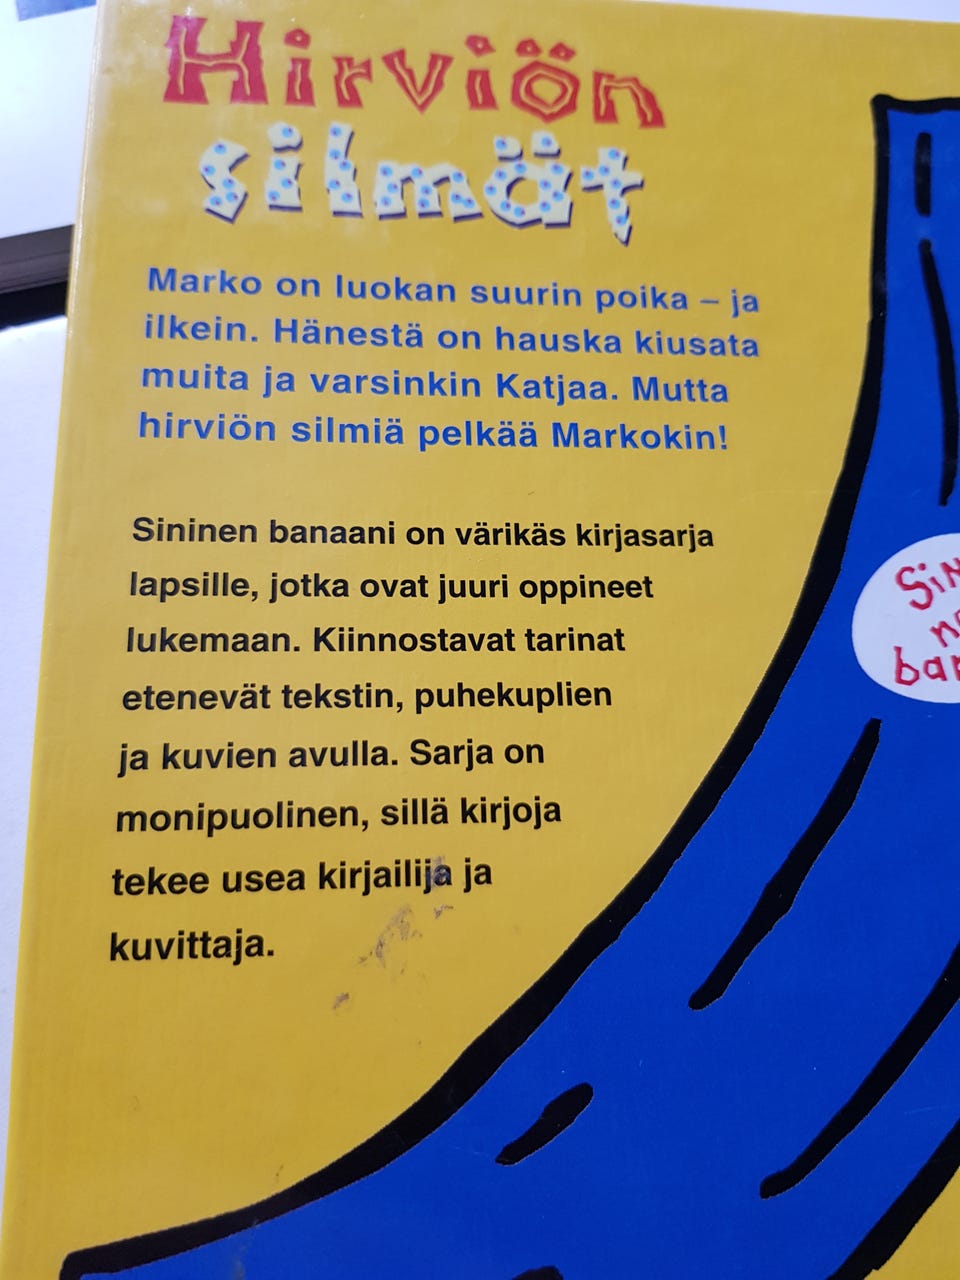 Hirviön
silmät
Marko on luokan suurin poika – ja
ilkein. Hänestä on hauska kiusata
muita ja varsinkin Katjaa. Mutta
hirviön silmiä pelkää Markokin!
Sininen banaani on värikäs kirjasarja
lapsille, jotka ovat juuri oppineet
lukemaan. Kiinnostavat tarinat
etenevät tekstin, puhekuplien
ja kuvien avulla. Sarja on
monipuolinen, sillä kirjoja
tekee usea kirjailija ja
kuvittaja.